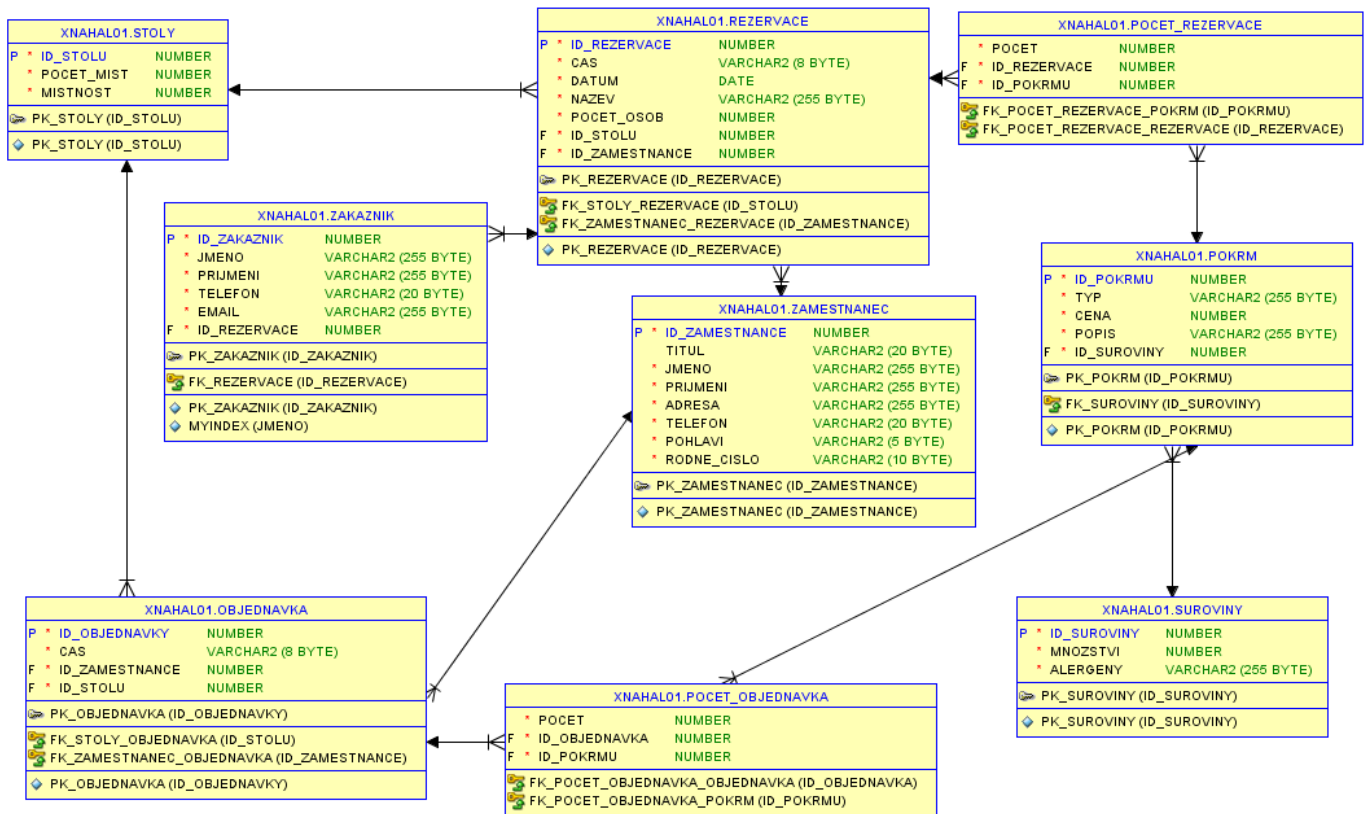 XNAHAL01.STOLY
P * ID_STOLU NUMBER
* POCET_MIST NUMBER
* MISTNOST NUMBER
PK_STOLY (ID_STOLU)
PK_STOLY (ID_STOLU)
XNAHAL01.REZERVACE
P * ID_REZERVACE NUMBER
* CAS VARCHAR2 (8 BYTE)
* DATUM DATE
* NAZEV VARCHAR2 (255 BYTE)
* POCET_OSOB NUMBER
F * ID_STOLU NUMBER
F * ID_ZAMESTNANCE NUMBER
PK_REZERVACE (ID_REZERVACE)
FK_STOLY_REZERVACE (ID_STOLU)
FK_ZAMESTNANEC_REZERVACE (ID_ZAMESTNANCE)
PK_REZERVACE (ID_REZERVACE)
XNAHAL01.POCET_REZERVACE
* POCET NUMBER
F * ID_REZERVACE NUMBER
F * ID_POKRMU NUMBER
FK_POCET_REZERVACE_POKRM (ID_POKRMU)
FK_POCET_REZERVACE_REZERVACE (ID_REZERVACE)
XNAHAL01.ZAKAZNIK
P * ID_ZAKAZNIK NUMBER
* JMENO VARCHAR2 (255 BYTE)
* PRIJMENI VARCHAR2 (255 BYTE)
* TELEFON VARCHAR2 (20 BYTE)
* EMAIL VARCHAR2 (255 BYTE)
F * ID_REZERVACE NUMBER
PK_ZAKAZNIK (ID_ZAKAZNIK)
FK_REZERVACE (ID_REZERVACE)
PK_ZAKAZNIK (ID_ZAKAZNIK)
MYINDEX (JMENO)
XNAHAL01.ZAMESTNANEC
P * ID_ZAMESTNANCE NUMBER
TITUL VARCHAR2 (20 BYTE)
* JMENO VARCHAR2 (255 BYTE)
* PRIJMENI VARCHAR2 (255 BYTE)
* ADRESA VARCHAR2 (255 BYTE)
* TELEFON VARCHAR2 (20 BYTE)
* POHLAVI VARCHAR2 (5 BYTE)
* RODNE_CISLO VARCHAR2 (10 BYTE)
PK_ZAMESTNANEC (ID_ZAMESTNANCE)
PK_ZAMESTNANEC (ID_ZAMESTNANCE)
XNAHAL01.POKRM
P * ID_POKRMU NUMBER
* TYP VARCHAR2 (255 BYTE)
* CENA NUMBER
* POPIS VARCHAR2 (255 BYTE)
F * ID_SUROVINY NUMBER
PK_POKRM (ID_POKRMU)
FK_SUROVINY (ID_SUROVINY)
PK_POKRM (ID_POKRMU)
XNAHAL01.OBJEDNAVKA
P * ID_OBJEDNAVKY NUMBER
* CAS VARCHAR2 (8 BYTE)
F * ID_ZAMESTNANCE NUMBER
F * ID_STOLU NUMBER
PK_OBJEDNAVKA (ID_OBJEDNAVKY)
FK_STOLY_OBJEDNAVKA (ID_STOLU)
FK_ZAMESTNANEC_OBJEDNAVKA (ID_ZAMESTNANCE)
PK_OBJEDNAVKA (ID_OBJEDNAVKY)
XNAHAL01.POCET_OBJEDNAVKA
* POCET NUMBER
F * ID_OBJEDNAVKA NUMBER
F * ID_POKRMU NUMBER
FK_POCET_OBJEDNAVKA_OBJEDNAVKA (ID_OBJEDNAVKA)
FK_POCET_OBJEDNAVKA_POKRM (ID_POKRMU)
XNAHAL01.SUROVINY
P * ID_SUROVINY NUMBER
* MNOZSTVI NUMBER
* ALERGENY VARCHAR2 (255 BYTE)
PK_SUROVINY (ID_SUROVINY)
PK_SUROVINY (ID_SUROVINY)